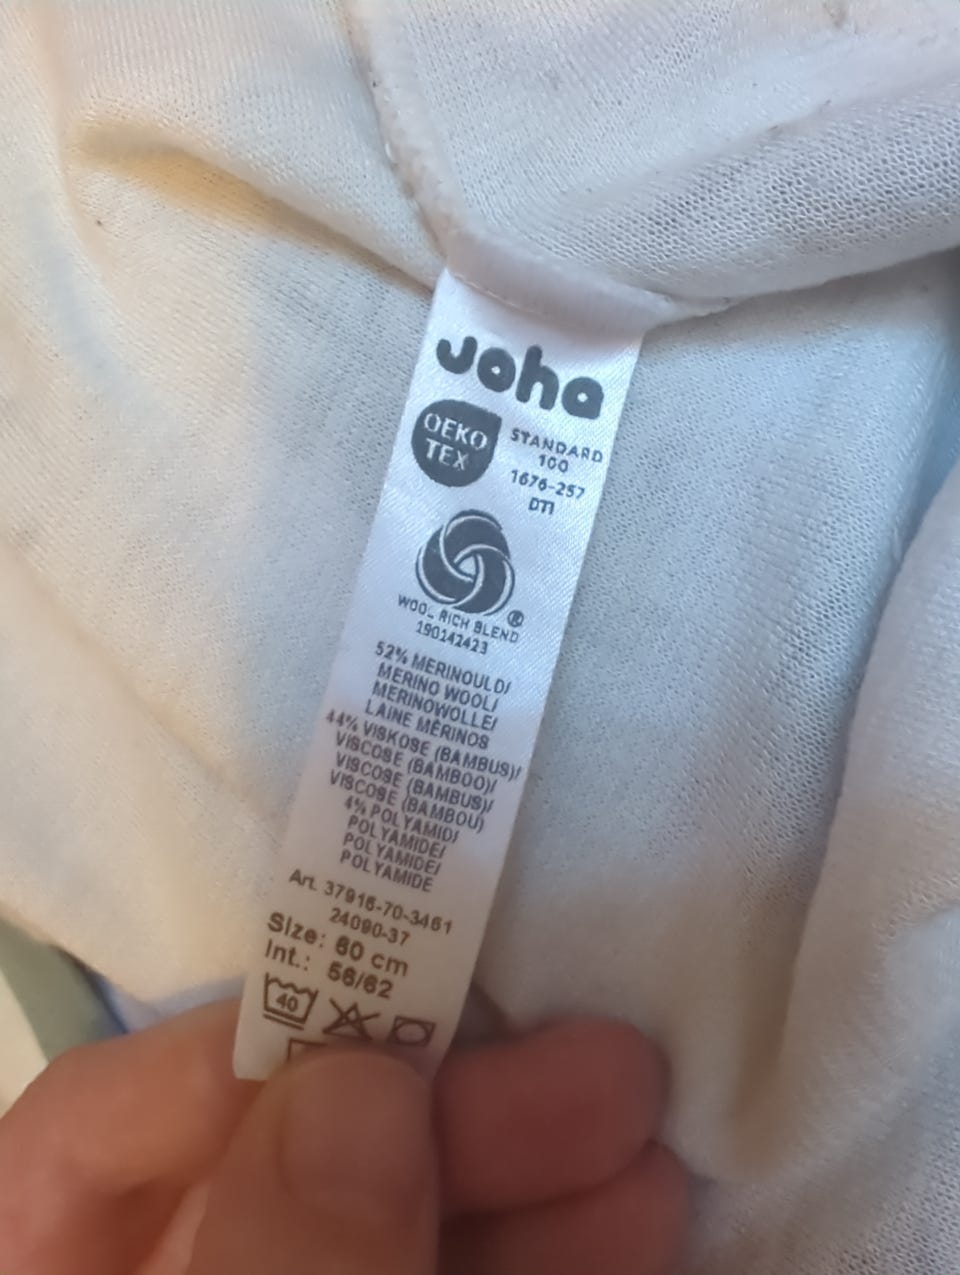 Joha
OEKO
TEX
STANDARD
100
1676-257
DTI
®
WOOL RICH BLEND
190142423
52% MERINOULD/
MERINO WOOL/
MERINOWOLLE/
LAINE MÉRINOS
44% VISKOSE (BAMBUS)/
VISCOSE (BAMBOO)/
VISCOSE (BAMBUS)/
VISCOSE (BAMBOU)
4% POLYAMID/
POLYAMIDE/
POLYAMIDE/
POLYAMIDE
Art. 37916-70-3461
24090-37
Size: 60 cm
Int.: 56/62
40